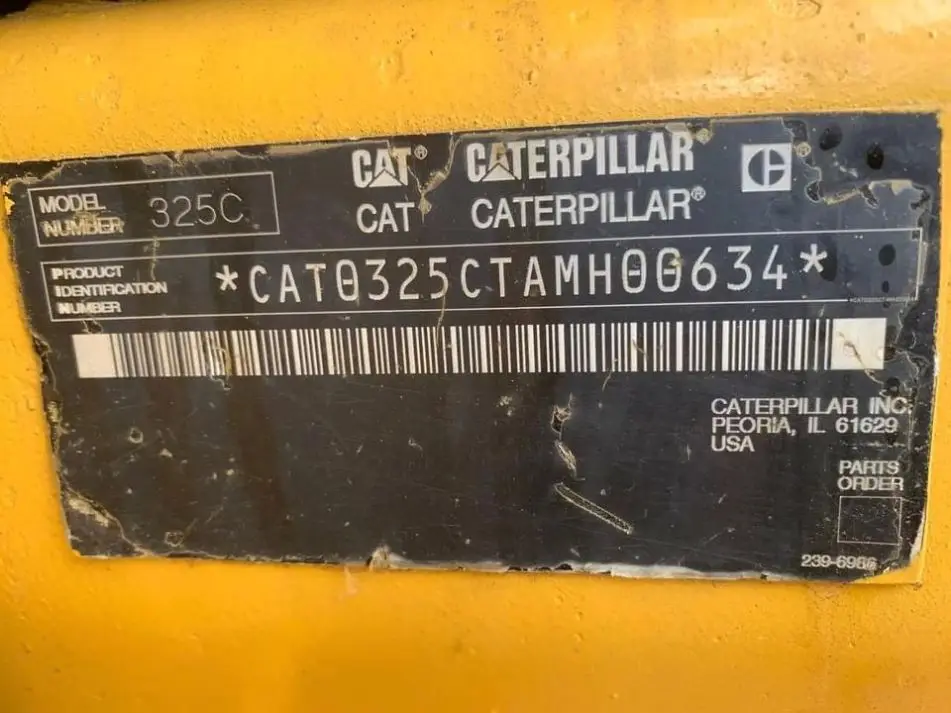 CAT® CATERPILLAR®
CAT CATERPILLAR®
MODEL
NUMBER 325C
PRODUCT
IDENTIFICATION
NUMBER
*CAT0325CTAMH00634*
CATERPILLAR INC.
PEORIA, IL 61629
USA
PARTS
ORDER